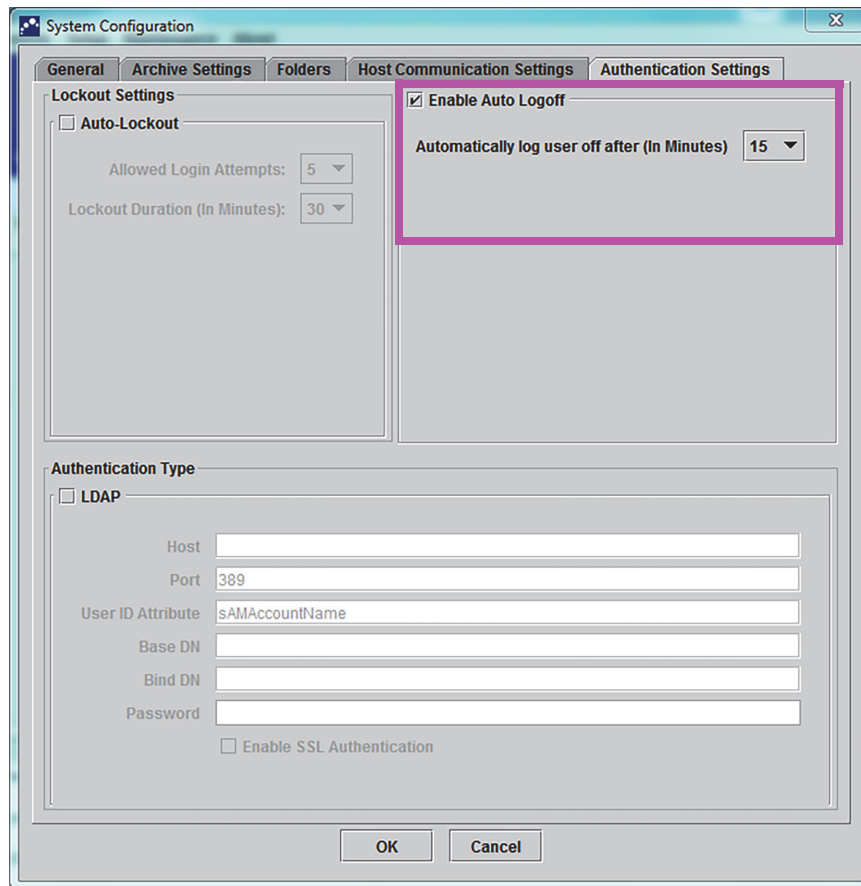 System Configuration
General Archive Settings Folders Host Communication Settings Authentication Settings
Lockout Settings
Auto-Lockout
Allowed Login Attempts: 5
Lockout Duration (In Minutes): 30
Enable Auto Logoff
Automatically log user off after (In Minutes) 15
Authentication Type
LDAP
Host
Port 389
User ID Attribute sAMAccountName
Base DN
Bind DN
Password
Enable SSL Authentication
OK Cancel